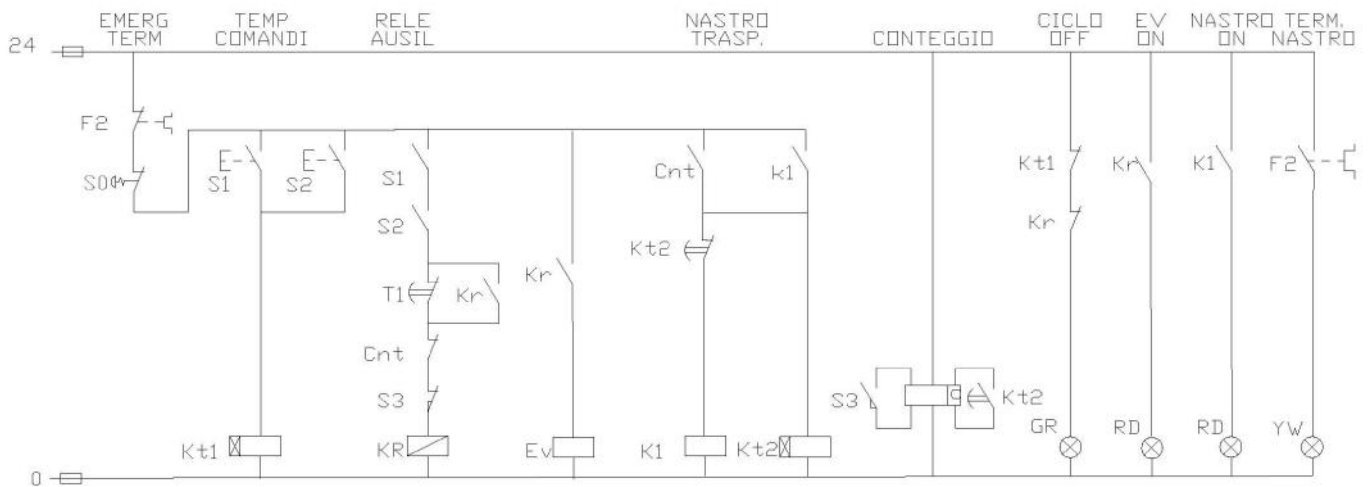 EMERG TERM
TEMP COMANDI
RELE AUSIL
NASTRO TRASP.
CONTEGGIO
CICLO OFF
EV ON
NASTRO ON
TERM. NASTRO
24
F2
S0
S1
S2
S1
S2
T1
Kr
Cnt
S3
Kr
Cnt
k1
Kt2
S3
Kt2
Kt1
Kr
Kr
K1
F2
Kt1
KR
Ev
K1
Kt2
GR
RD
RD
YW
0